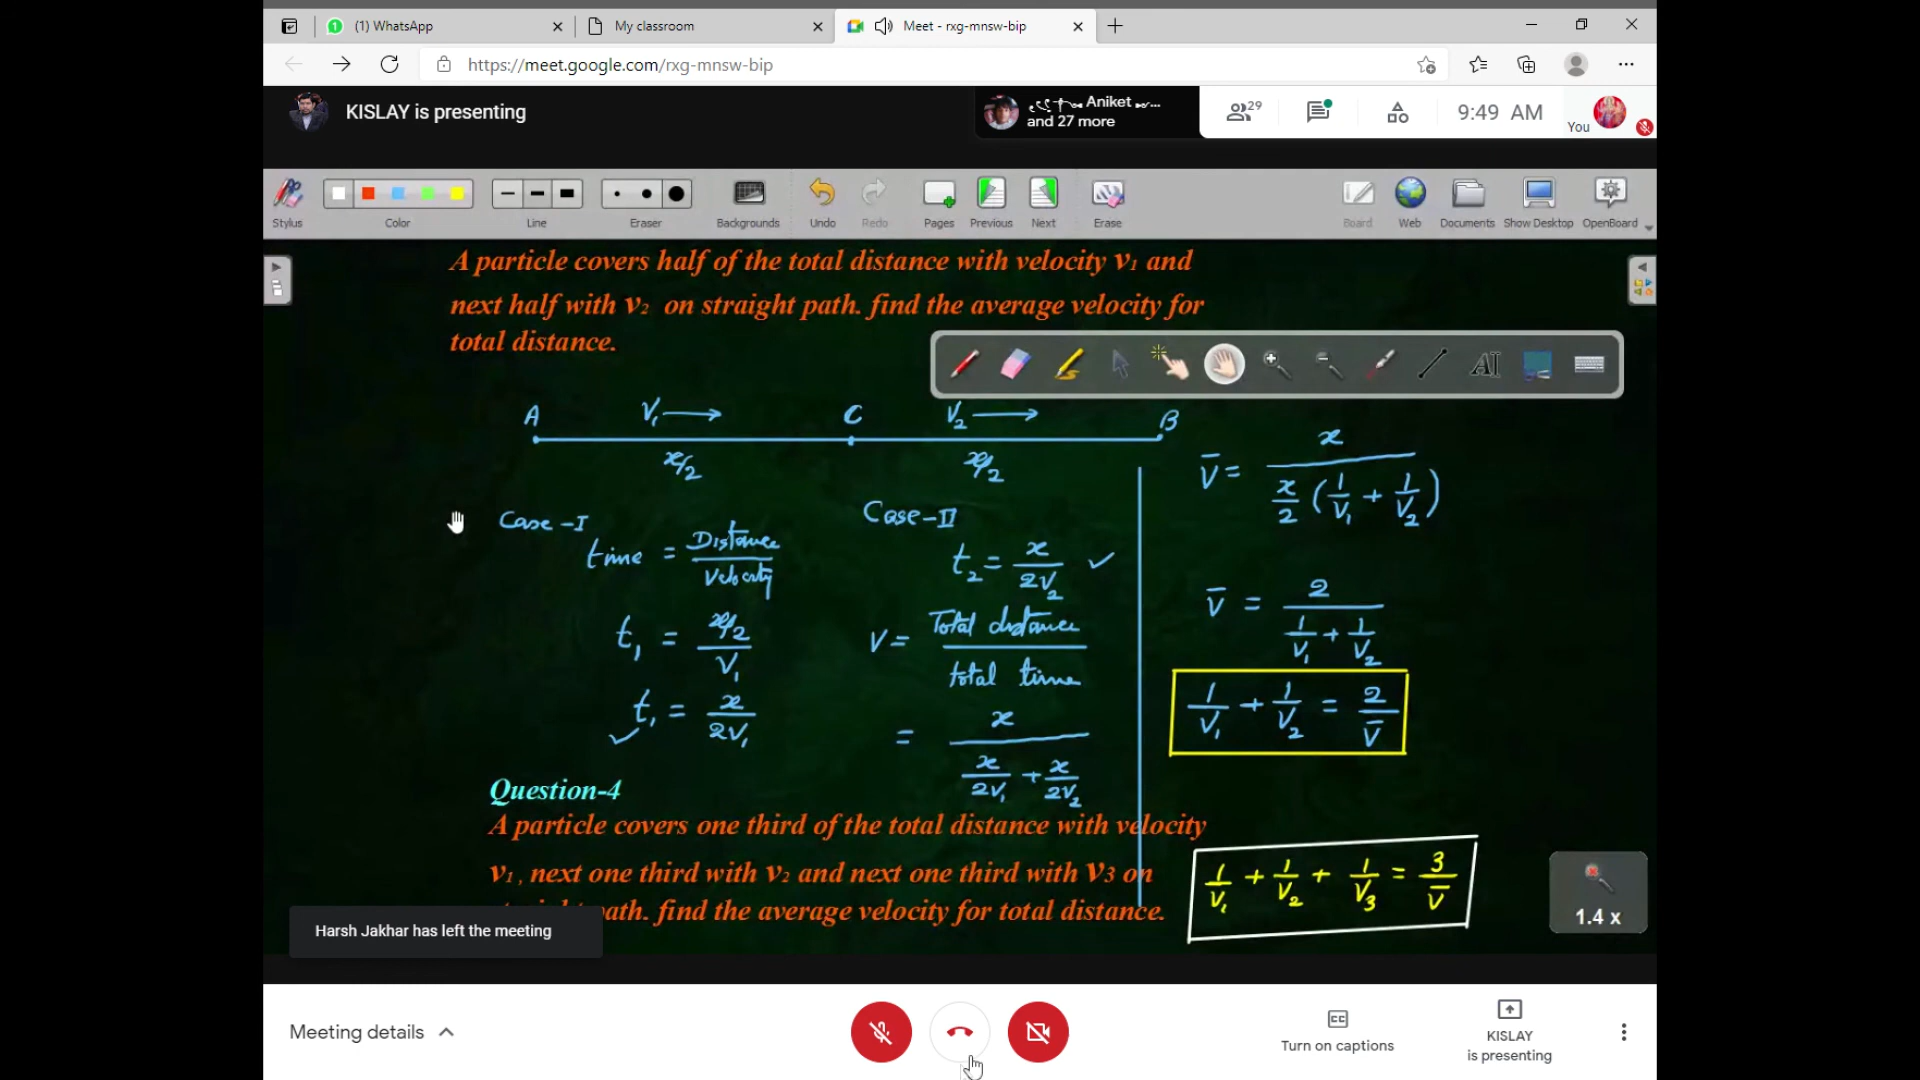 (1) WhatsApp
My classroom
Meet - rxg-mnsw-bip
https://meet.google.com/rxg-mnsw-bip
KISLAY is presenting
Aniket
and 27 more
29
9:49 AM
You
Stylus
Color
Line
Eraser
Backgrounds
Undo
Redo
Pages
Previous
Next
Erase
Board
Web
Documents
Show Desktop
OpenBoard
A particle covers half of the total distance with velocity v₁ and
next half with v₂ on straight path. find the average velocity for
total distance.
A V₁ → C V₂ → B
x/2 x/2
Case-I
time = Distance / Velocity
t₁ = x/2 / V₁
t₁ = x / 2V₁
Case-II
t₂ = x / 2V₂
V = Total distance / total time
= x / (x/2V₁ + x/2V₂)
V̄ = x / (x/2 (1/V₁ + 1/V₂))
V̄ = 2 / (1/V₁ + 1/V₂)
1/V₁ + 1/V₂ = 2/V̄
Question-4
A particle covers one third of the total distance with velocity
v₁, next one third with v₂ and next one third with v₃ on
path. find the average velocity for total distance.
1/V₁ + 1/V₂ + 1/V₃ = 3/V̄
1.4 x
Harsh Jakhar has left the meeting
Meeting details
Turn on captions
KISLAY
is presenting